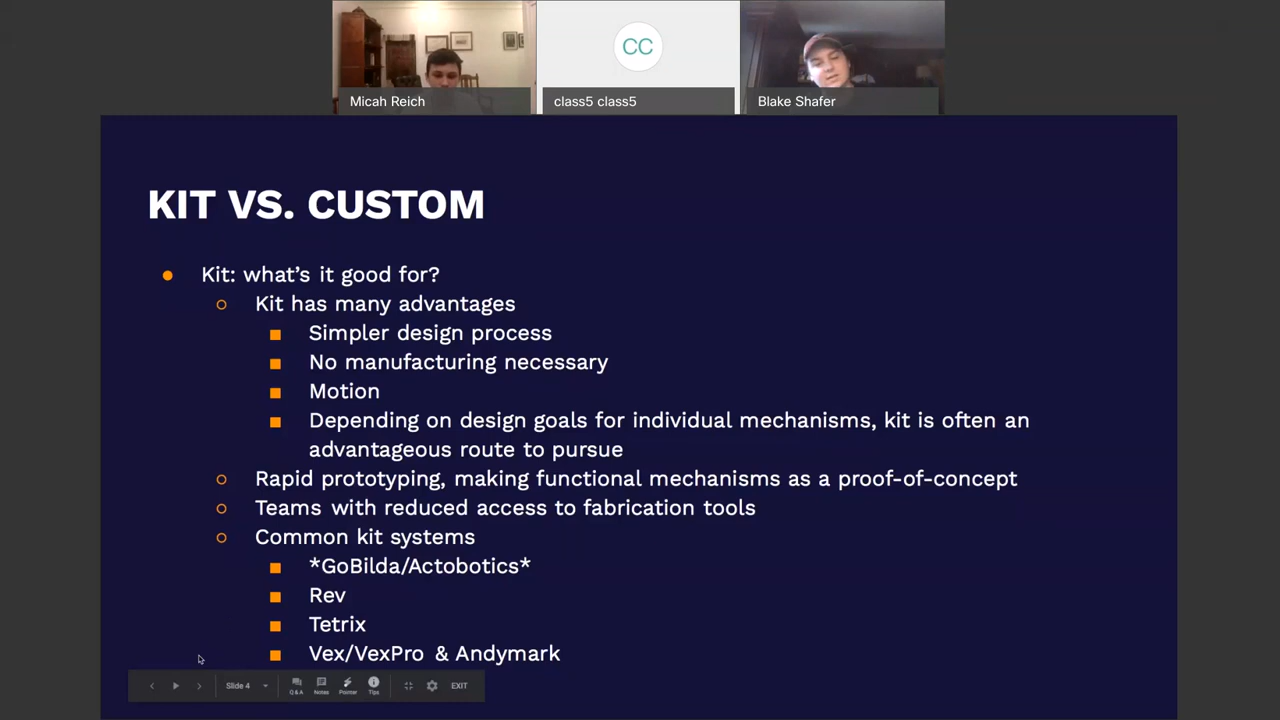 CC
Micah Reich
class5 class5
Blake Shafer
KIT VS. CUSTOM
Kit: what's it good for?
Kit has many advantages
Simpler design process
No manufacturing necessary
Motion
Depending on design goals for individual mechanisms, kit is often an
advantageous route to pursue
Rapid prototyping, making functional mechanisms as a proof-of-concept
Teams with reduced access to fabrication tools
Common kit systems
*GoBilda/Actobotics*
Rev
Tetrix
Vex/VexPro & Andymark
Slide 4
Q & A
Notes
Pointer
Tips
EXIT